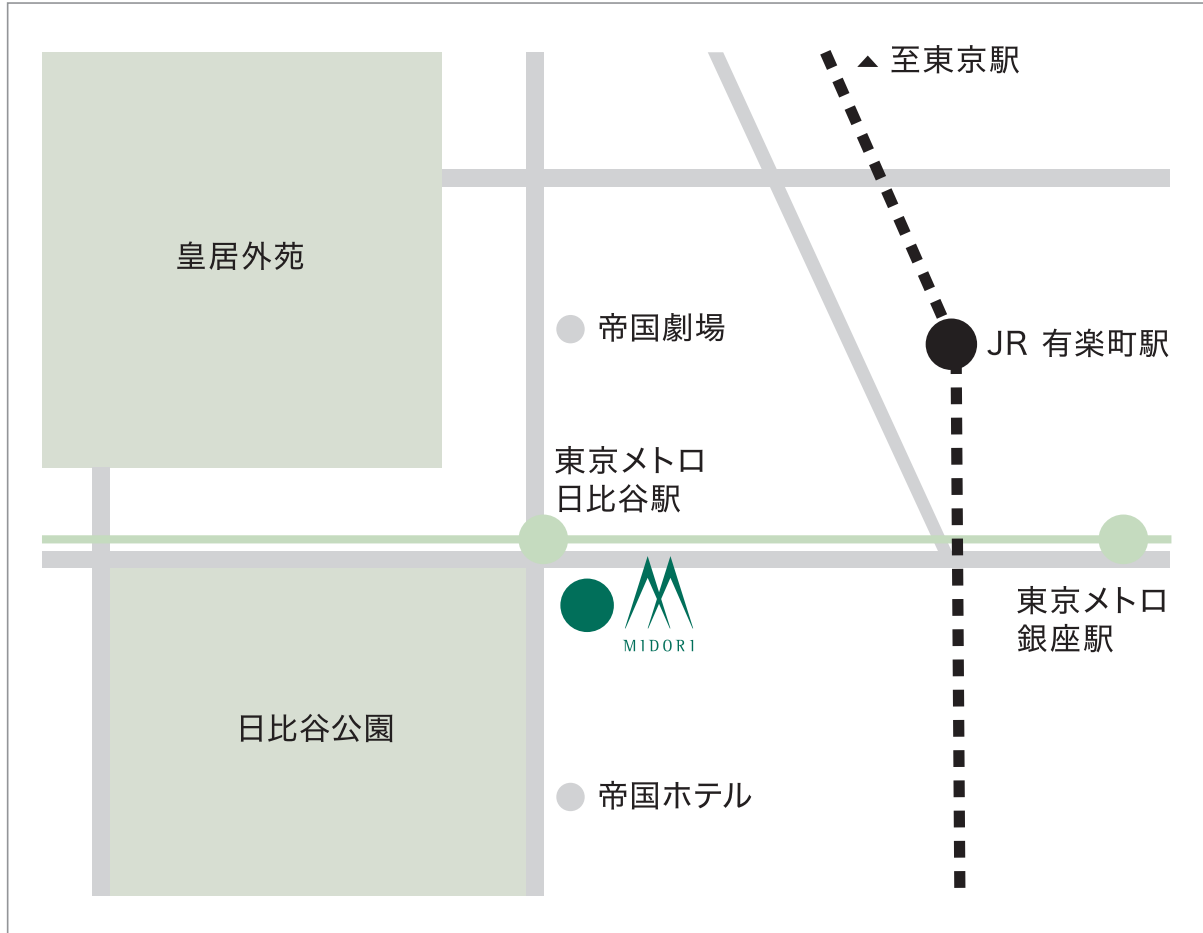 至東京駅
皇居外苑
帝国劇場
JR 有楽町駅
東京メトロ
日比谷駅
MIDORI
東京メトロ
銀座駅
日比谷公園
帝国ホテル